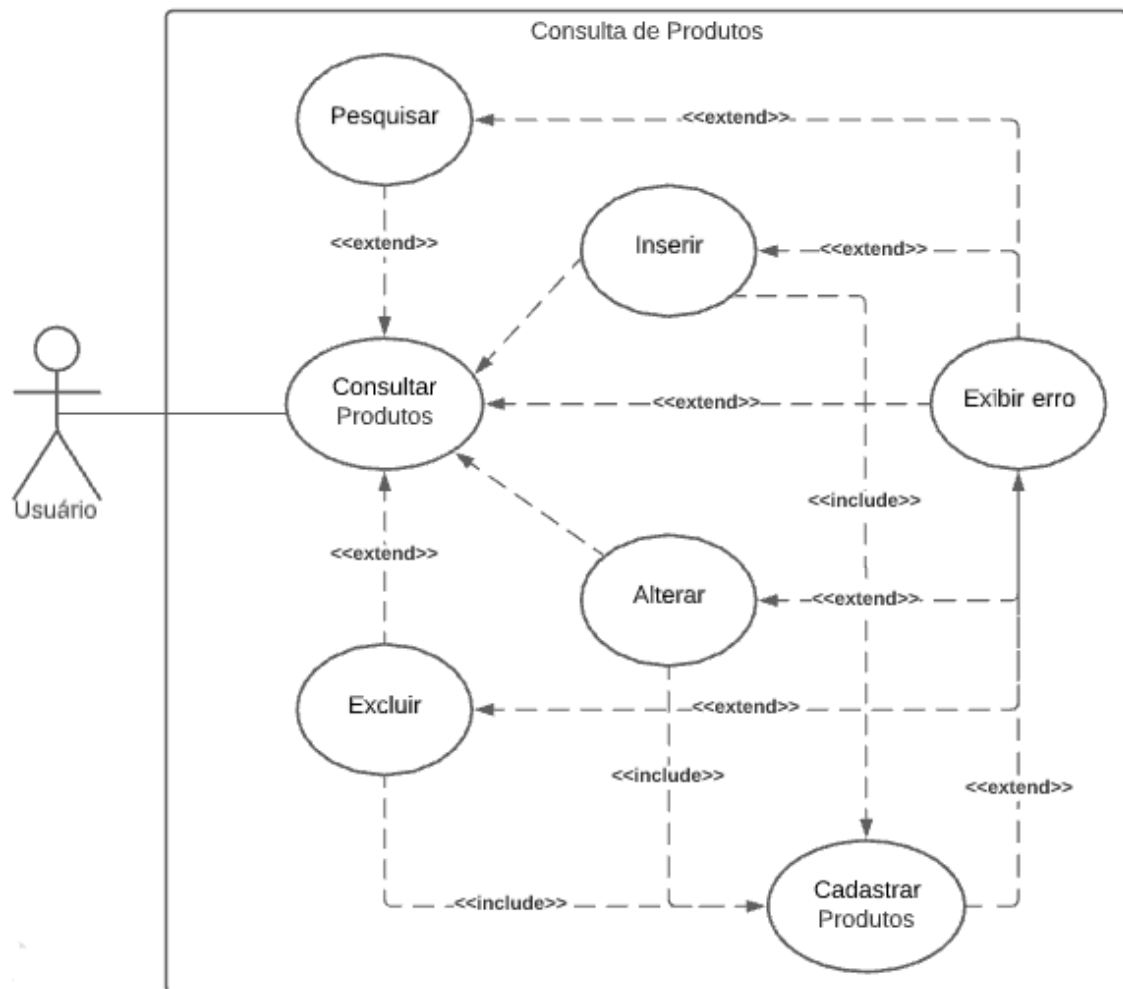 Consulta de Produtos
Pesquisar
<<extend>>
<<extend>>
Inserir
<<extend>>
Consultar
Produtos
<<extend>>
Exibir erro
Usuário
<<include>>
<<extend>>
Alterar
<<extend>>
Excluir
<<extend>>
<<include>>
<<extend>>
Cadastrar
Produtos
<<include>>